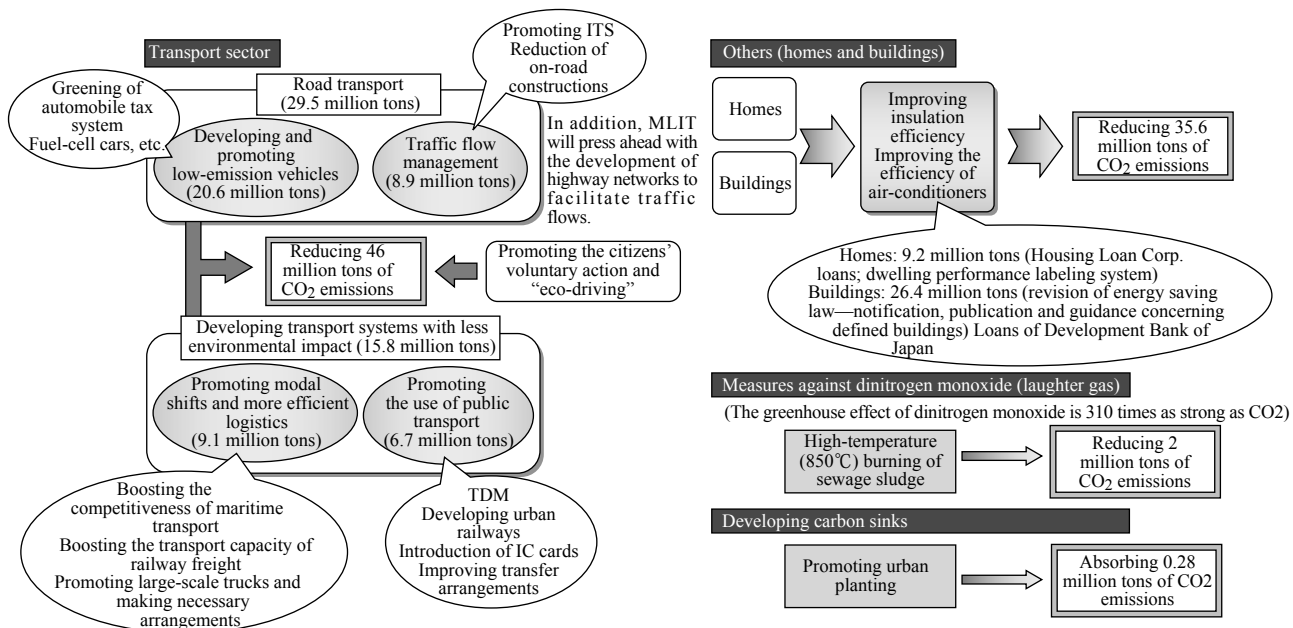 Transport sector
Promoting ITS
Reduction of
on-road
constructions
Greening of
automobile tax
system
Fuel-cell cars, etc.
Road transport
(29.5 million tons)
Developing and
promoting
low-emission vehicles
(20.6 million tons)
Traffic flow
management
(8.9 million tons)
In addition, MLIT
will press ahead with
the development of
highway networks to
facilitate traffic
flows.
Reducing 46
million tons of
CO2 emissions
Promoting the citizens’
voluntary action and
“eco-driving”
Developing transport systems with less
environmental impact (15.8 million tons)
Promoting modal
shifts and more efficient
logistics
(9.1 million tons)
Promoting
the use of public
transport
(6.7 million tons)
Boosting the
competitiveness of maritime
transport
Boosting the transport capacity of
railway freight
Promoting large-scale trucks and
making necessary
arrangements
TDM
Developing urban
railways
Introduction of IC cards
Improving transfer
arrangements
Others (homes and buildings)
Homes
Buildings
Improving
insulation
efficiency
Improving the
efficiency of
air-conditioners
Reducing 35.6
million tons of
CO2 emissions
Homes: 9.2 million tons (Housing Loan Corp.
loans; dwelling performance labeling system)
Buildings: 26.4 million tons (revision of energy saving
law—notification, publication and guidance concerning
defined buildings) Loans of Development Bank of
Japan
Measures against dinitrogen monoxide (laughter gas)
(The greenhouse effect of dinitrogen monoxide is 310 times as strong as CO2)
High-temperature
(850℃) burning of
sewage sludge
Reducing 2
million tons of
CO2 emissions
Developing carbon sinks
Promoting urban
planting
Absorbing 0.28
million tons of CO2
emissions